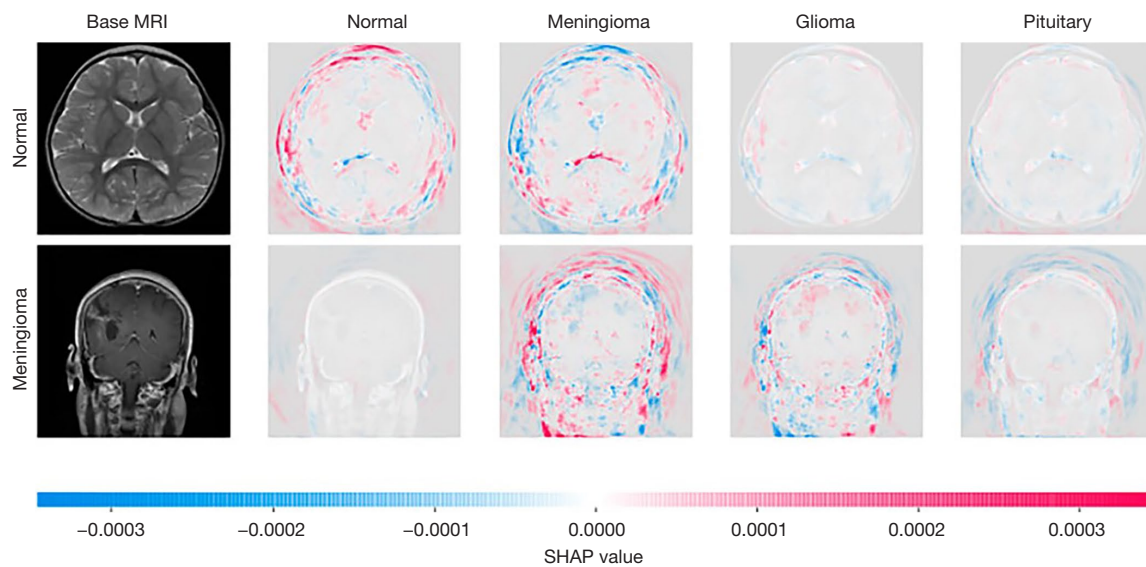 Base MRI Normal Meningioma Glioma Pituitary
Normal
Meningioma
−0.0003 −0.0002 −0.0001 0.0000 0.0001 0.0002 0.0003
SHAP value